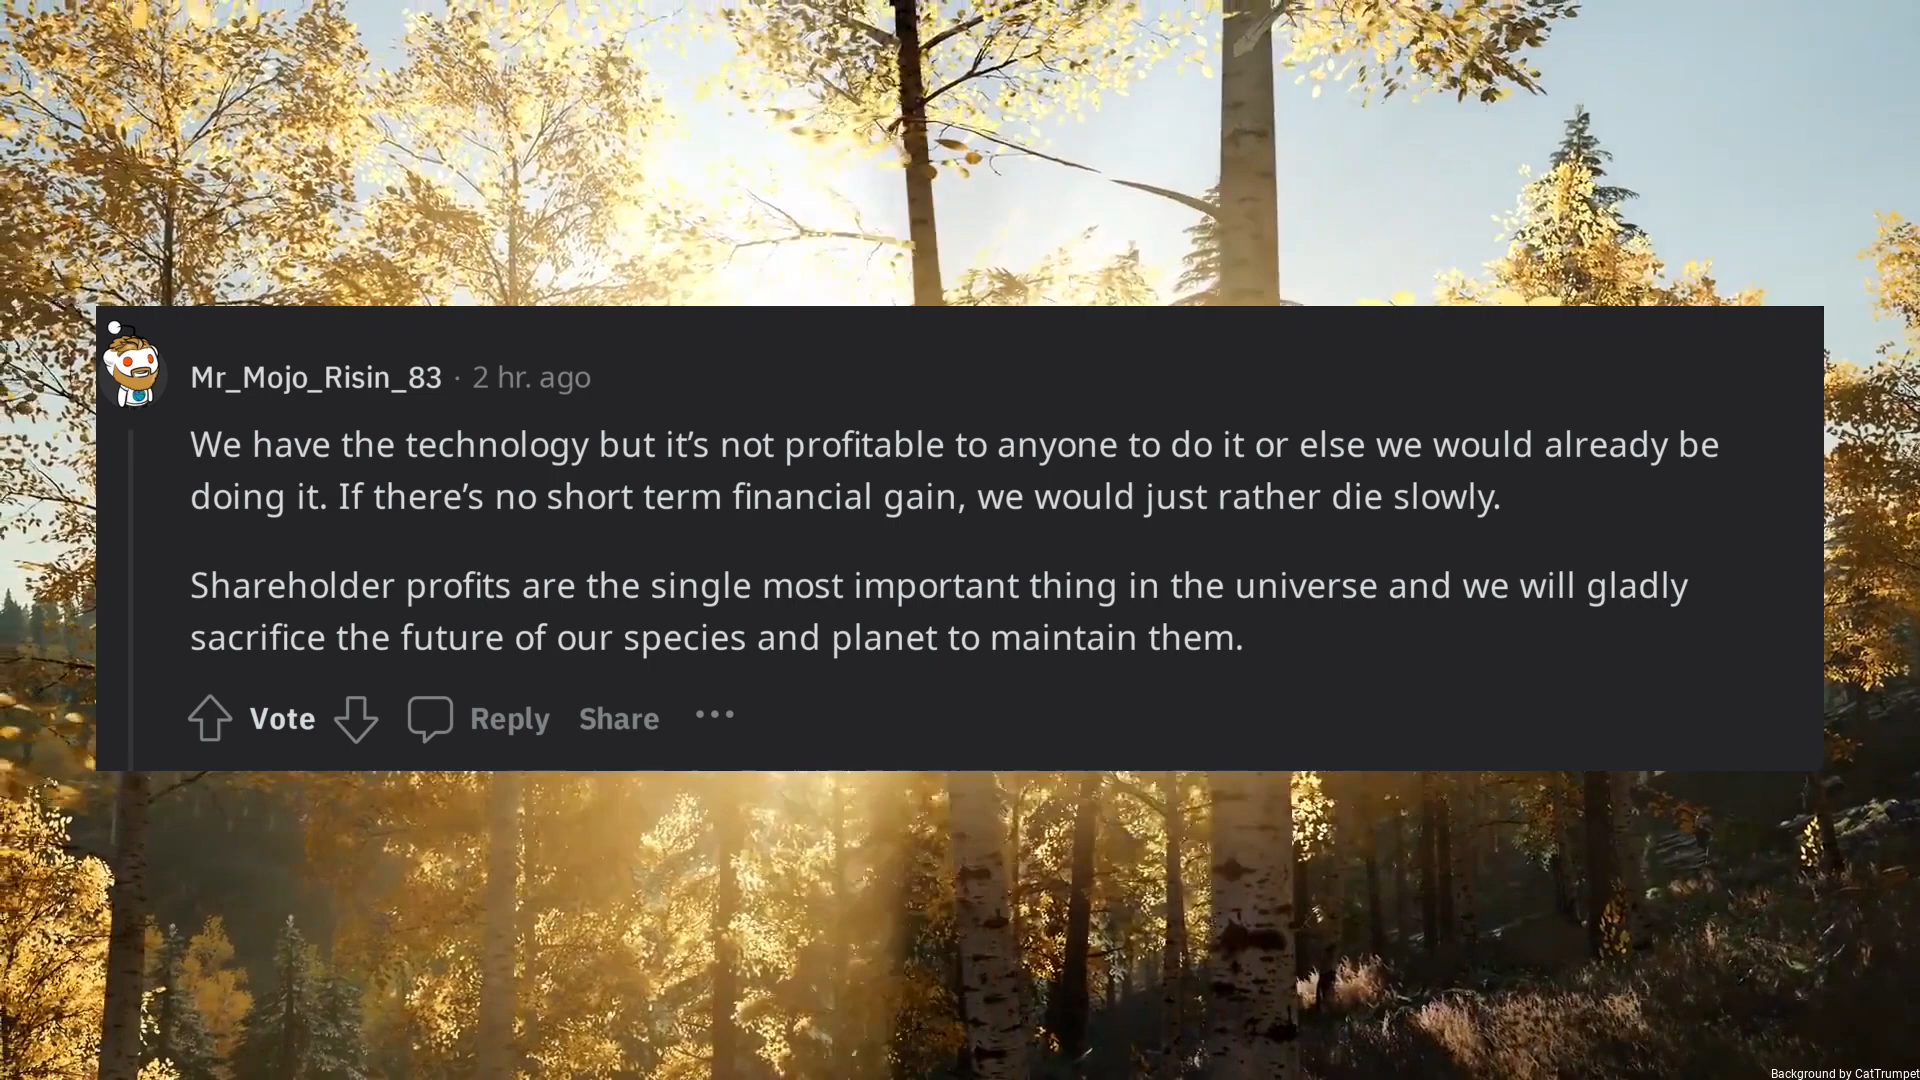 Mr_Mojo_Risin_83 · 2 hr. ago
We have the technology but it’s not profitable to anyone to do it or else we would already be
doing it. If there’s no short term financial gain, we would just rather die slowly.
Shareholder profits are the single most important thing in the universe and we will gladly
sacrifice the future of our species and planet to maintain them.
Vote Reply Share ···
Background by CatTrumpet